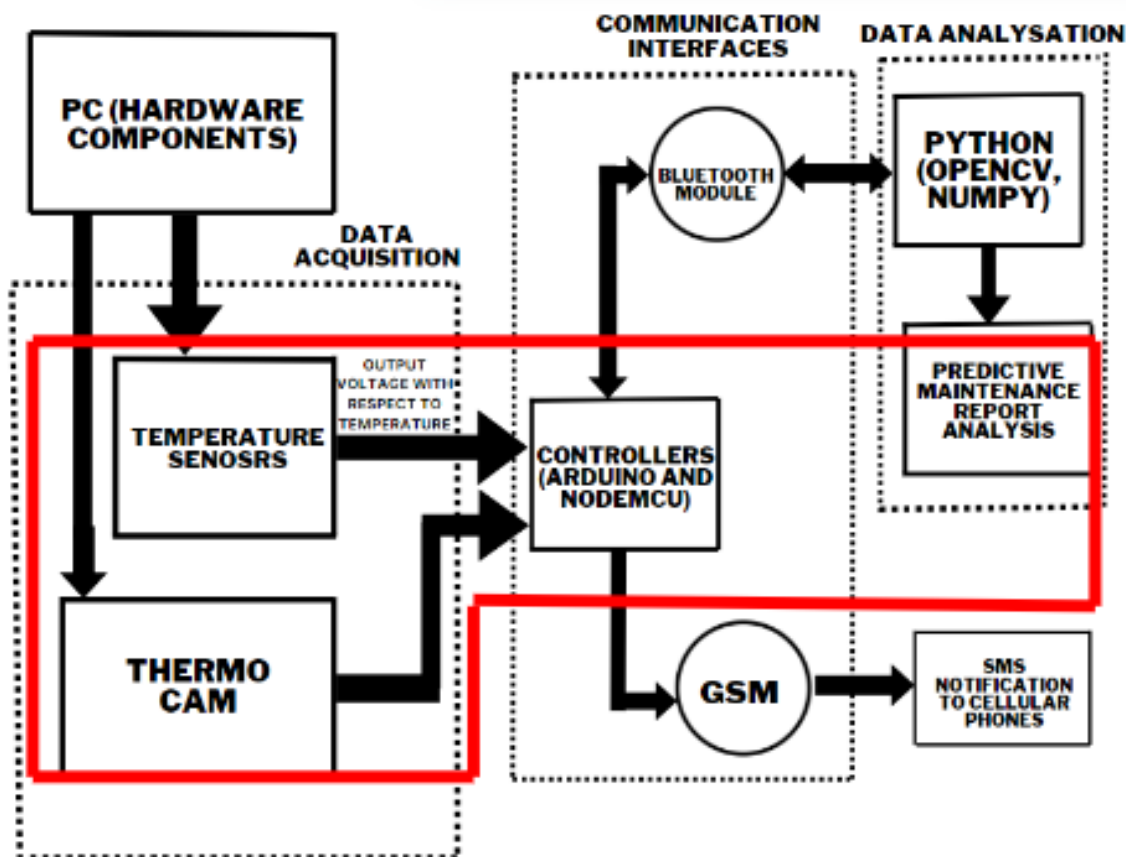 COMMUNICATION
INTERFACES
DATA ANALYSATION
PC (HARDWARE
COMPONENTS)
BLUETOOTH
MODULE
PYTHON
(OPENCV,
NUMPY)
DATA
ACQUISITION
TEMPERATURE
SENOSRS
OUTPUT
VOLTAGE WITH
RESPECT TO
TEMPERATURE
CONTROLLERS
(ARDUINO AND
NODEMCU)
PREDICTIVE
MAINTENANCE
REPORT
ANALYSIS
THERMO
CAM
GSM
SMS
NOTIFICATION
TO CELLULAR
PHONES